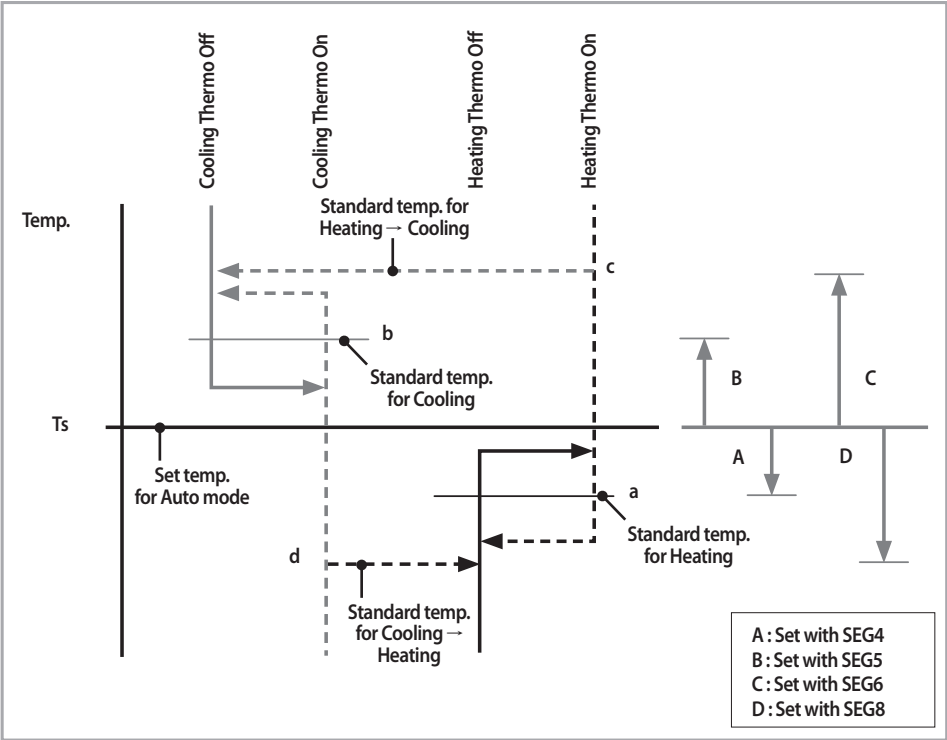 Cooling Thermo Off
Cooling Thermo On
Heating Thermo Off
Heating Thermo On
Temp.
Standard temp. for
Heating → Cooling
c
b
Standard temp.
for Cooling
B
C
Ts
A
D
Set temp.
for Auto mode
a
Standard temp.
for Heating
d
Standard temp.
for Cooling →
Heating
A : Set with SEG4
B : Set with SEG5
C : Set with SEG6
D : Set with SEG8